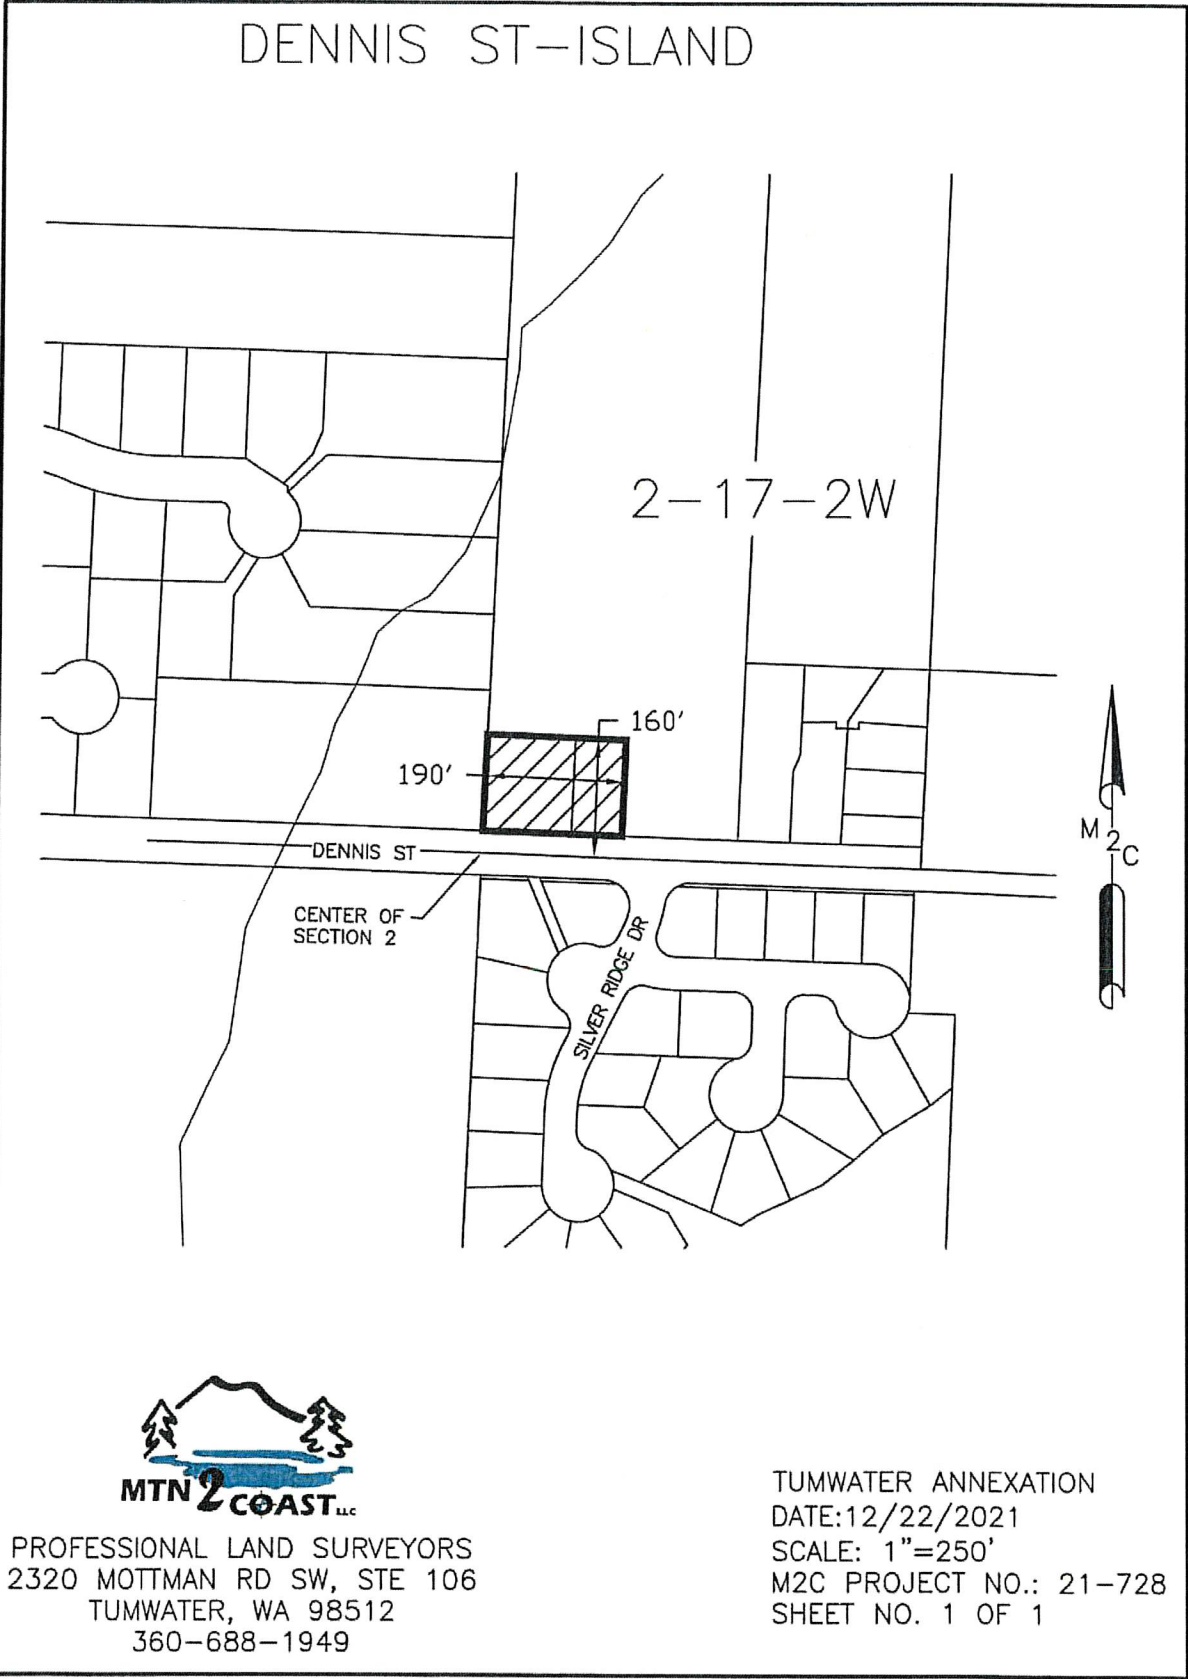 DENNIS ST-ISLAND
2-17-2W
160'
190'
DENNIS ST
CENTER OF
SECTION 2
SILVER RIDGE DR
M
2
C
MTN 2 COAST LLC
PROFESSIONAL LAND SURVEYORS
2320 MOTTMAN RD SW, STE 106
TUMWATER, WA 98512
360-688-1949
TUMWATER ANNEXATION
DATE:12/22/2021
SCALE: 1"=250'
M2C PROJECT NO.: 21-728
SHEET NO. 1 OF 1